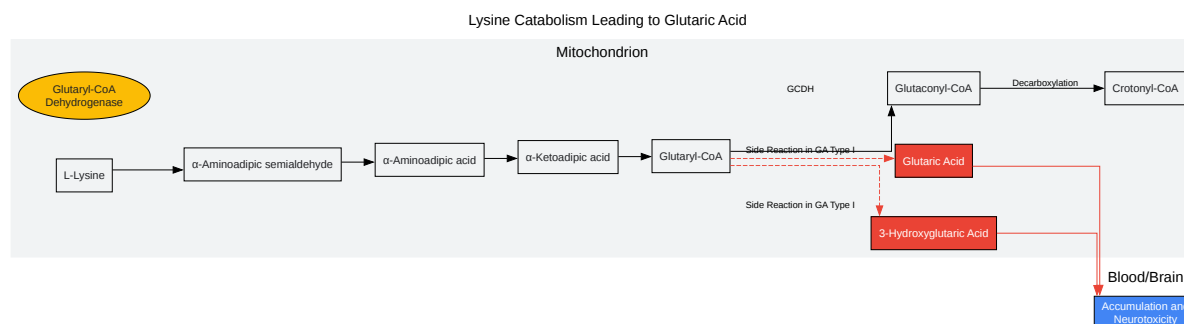 Lysine Catabolism Leading to Glutaric Acid
Mitochondrion
Glutaryl-CoA
Dehydrogenase
GCDH
Glutaconyl-CoA
Decarboxylation
Crotonyl-CoA
L-Lysine
α-Aminoadipic semialdehyde
α-Aminoadipic acid
α-Ketoadipic acid
Glutaryl-CoA
Side Reaction in GA Type I
Glutaric Acid
Side Reaction in GA Type I
3-Hydroxyglutaric Acid
Blood/Brain
Accumulation and
Neurotoxicity